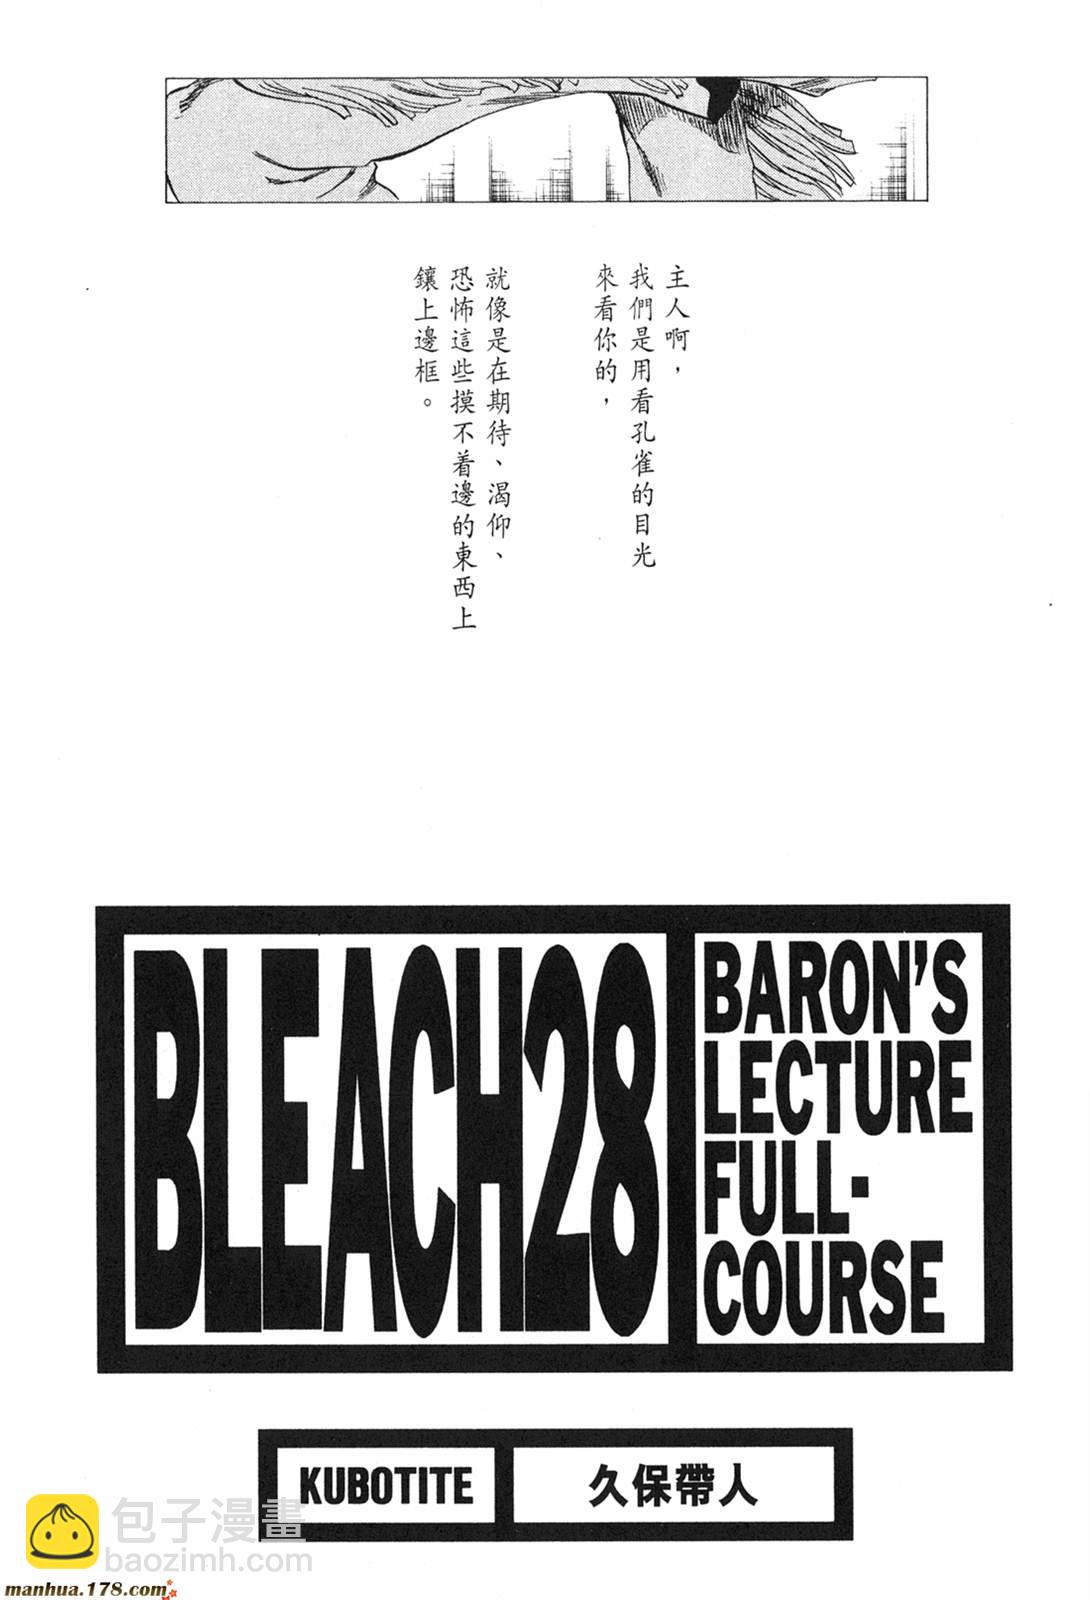 主人啊，
我們是用看孔雀的目光
來看你的，
就像是在期待、渴仰、
恐怖這些摸不着邊的東西上
鑲上邊框。
BLEACH28
BARON'S
LECTURE
FULL-
COURSE
KUBOTITE
久保帶人
包子漫畫
baozimh.com
manhua.178.com